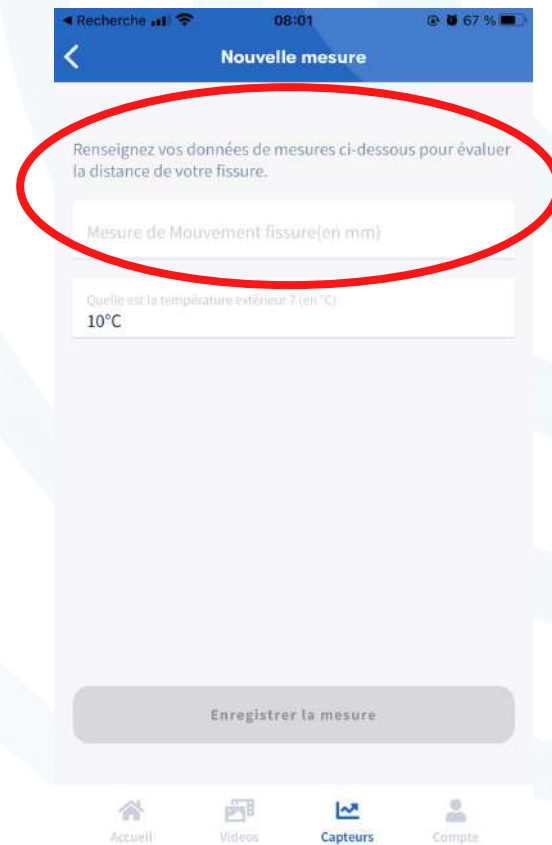 Recherche 08:01 67 %
Nouvelle mesure
Renseignez vos données de mesures ci-dessous pour évaluer
la distance de votre fissure.
Mesure de Mouvement fissure(en mm)
Quelle est la température extérieur ? (en °C)
10°C
Enregistrer la mesure
Accueil Videos Capteurs Compte